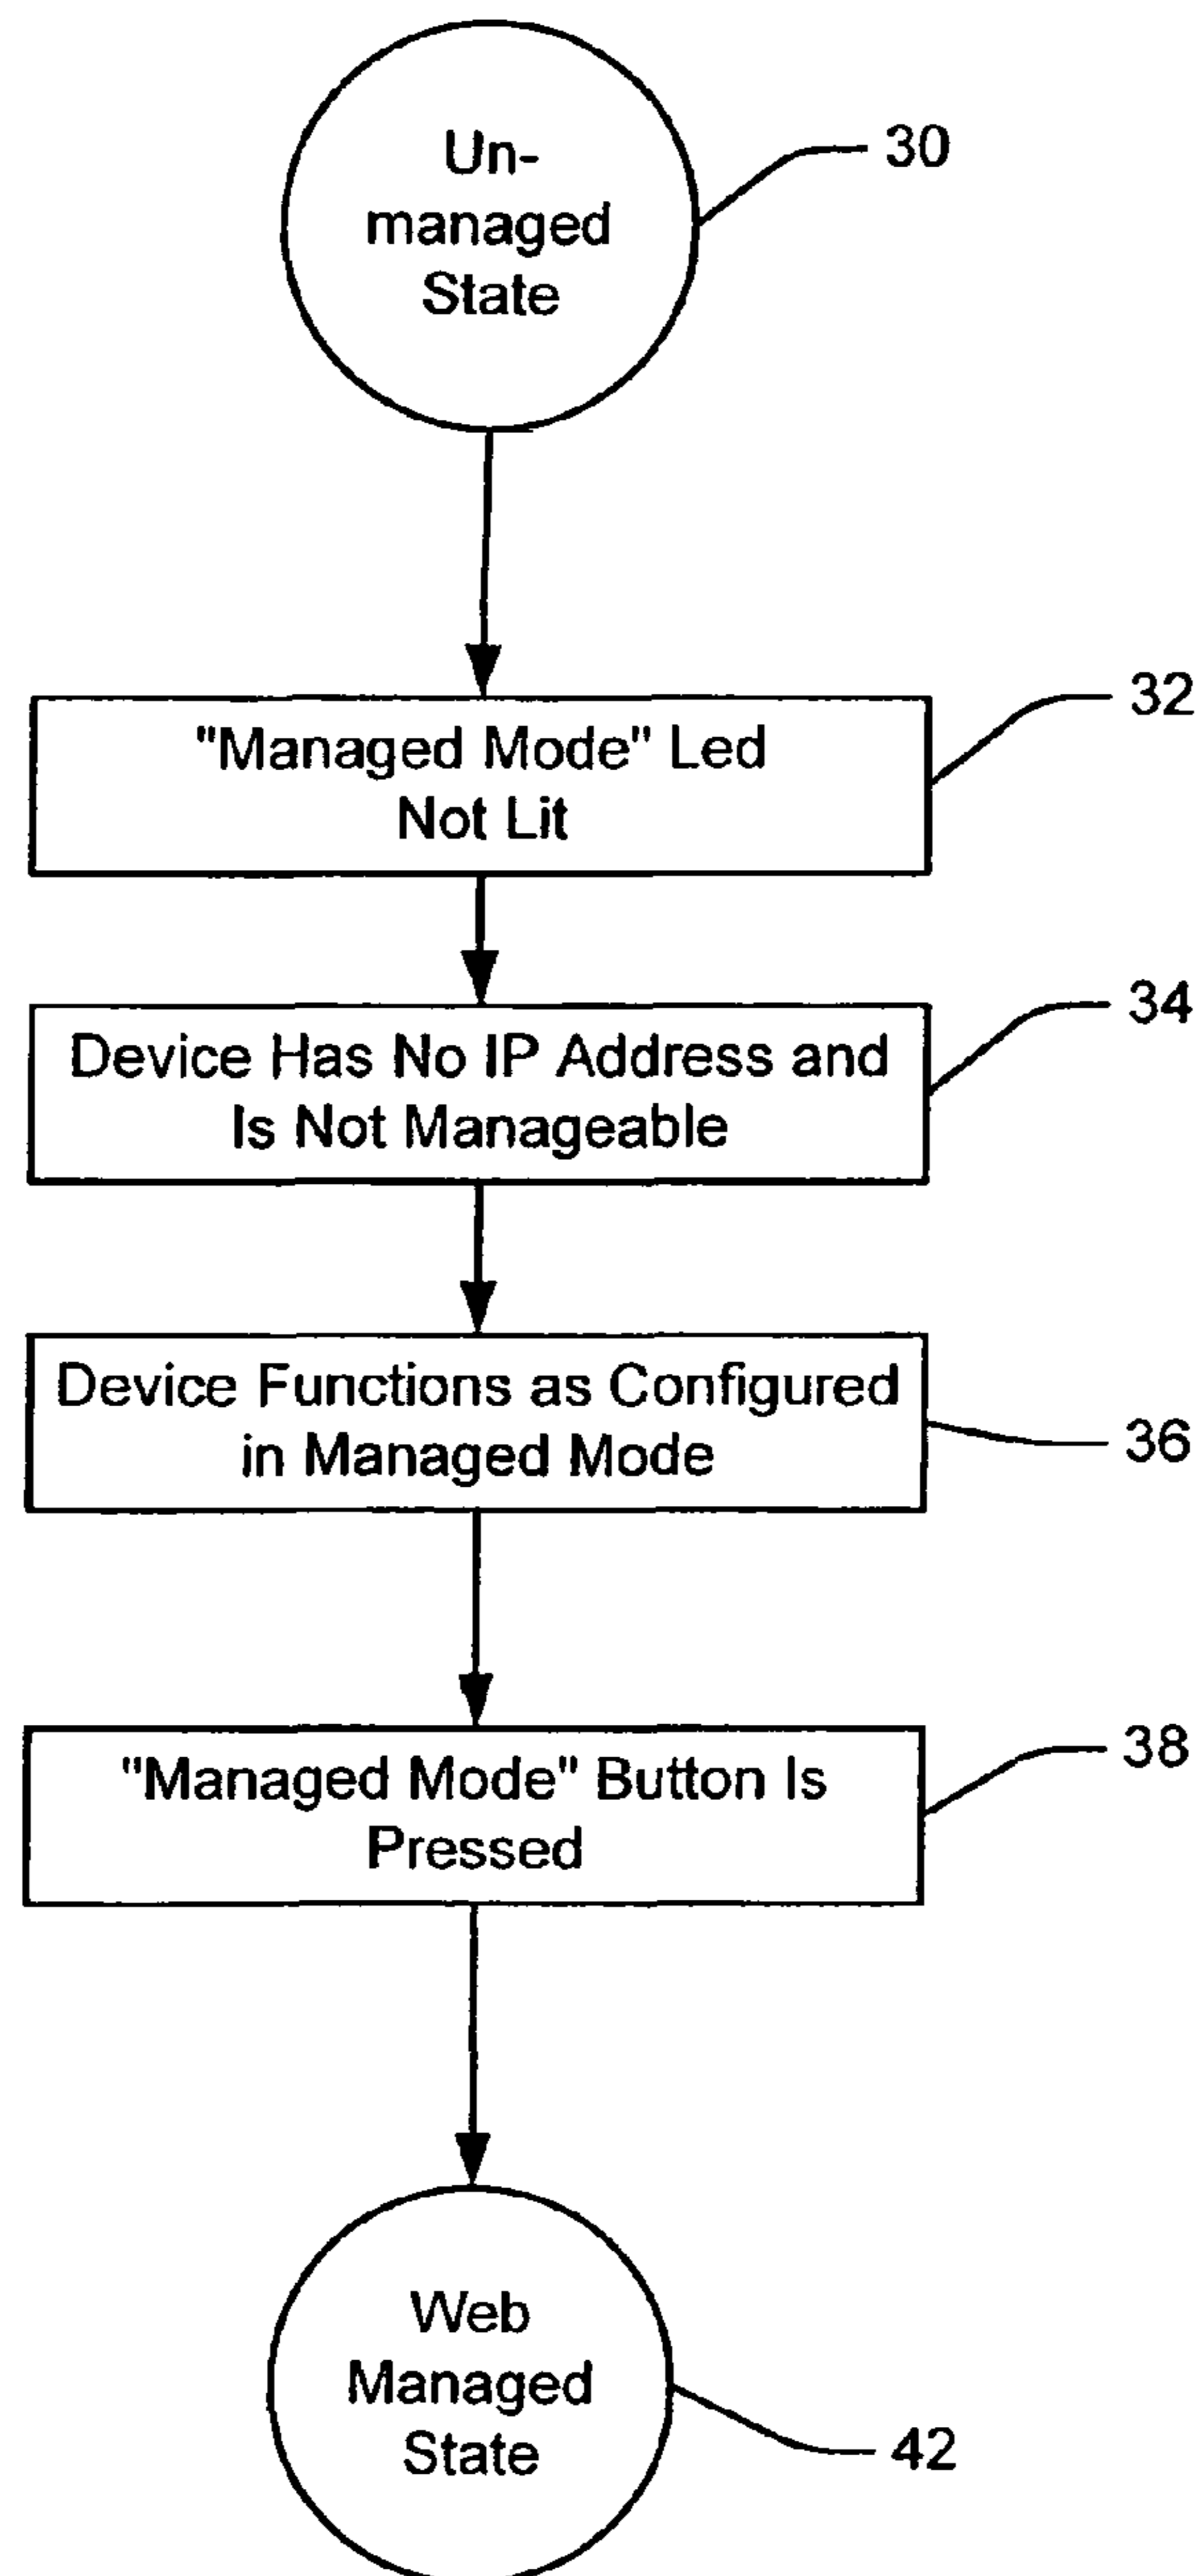 Un-
managed
State
30
"Managed Mode" Led
Not Lit
32
Device Has No IP Address and
Is Not Manageable
34
Device Functions as Configured
in Managed Mode
36
"Managed Mode" Button Is
Pressed
38
Web
Managed
State
42